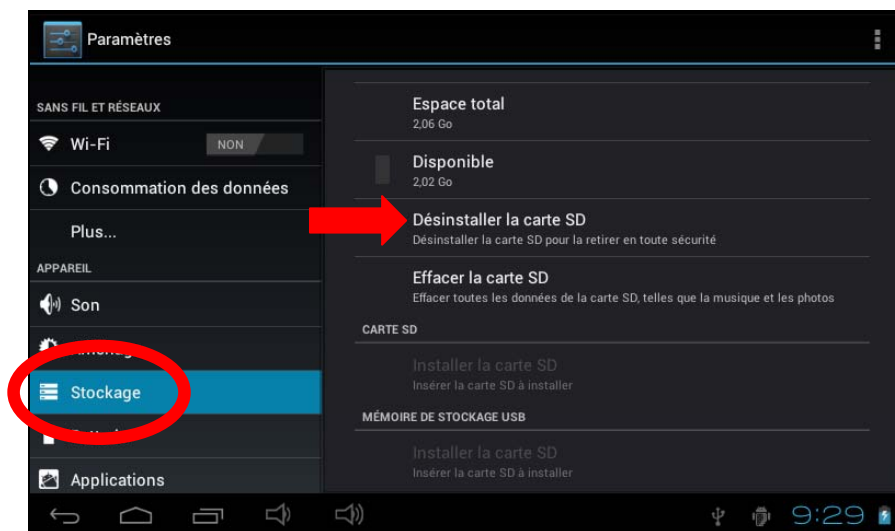 Paramètres
SANS FIL ET RÉSEAUX
Wi-Fi
NON
Consommation des données
Plus...
APPAREIL
Son
Stockage
Applications
Espace total
2,06 Go
Disponible
2,02 Go
Désinstaller la carte SD
Désinstaller la carte SD pour la retirer en toute sécurité
Effacer la carte SD
Effacer toutes les données de la carte SD, telles que la musique et les photos
CARTE SD
Installer la carte SD
Insérer la carte SD à installer
MÉMOIRE DE STOCKAGE USB
Installer la carte SD
Insérer la carte SD à installer
9:29